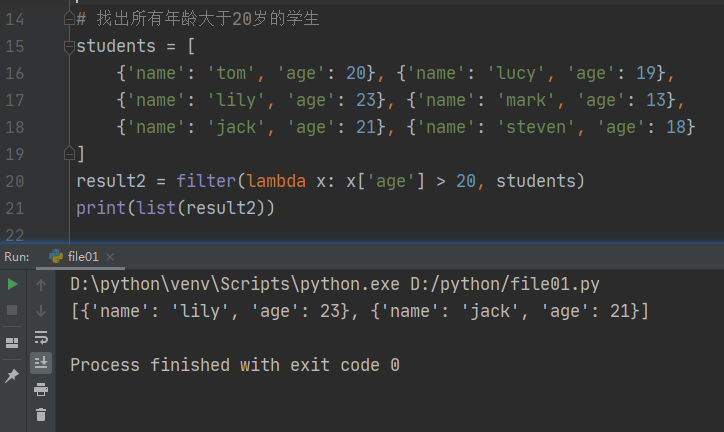 14 # 找出所有年龄大于20岁的学生
15 students = [
16     {'name': 'tom', 'age': 20}, {'name': 'lucy', 'age': 19},
17     {'name': 'lily', 'age': 23}, {'name': 'mark', 'age': 13},
18     {'name': 'jack', 'age': 21}, {'name': 'steven', 'age': 18}
19 ]
20 result2 = filter(lambda x: x['age'] > 20, students)
21 print(list(result2))
22
Run: file01 ×
D:\python\venv\Scripts\python.exe D:/python/file01.py
[{'name': 'lily', 'age': 23}, {'name': 'jack', 'age': 21}]
Process finished with exit code 0